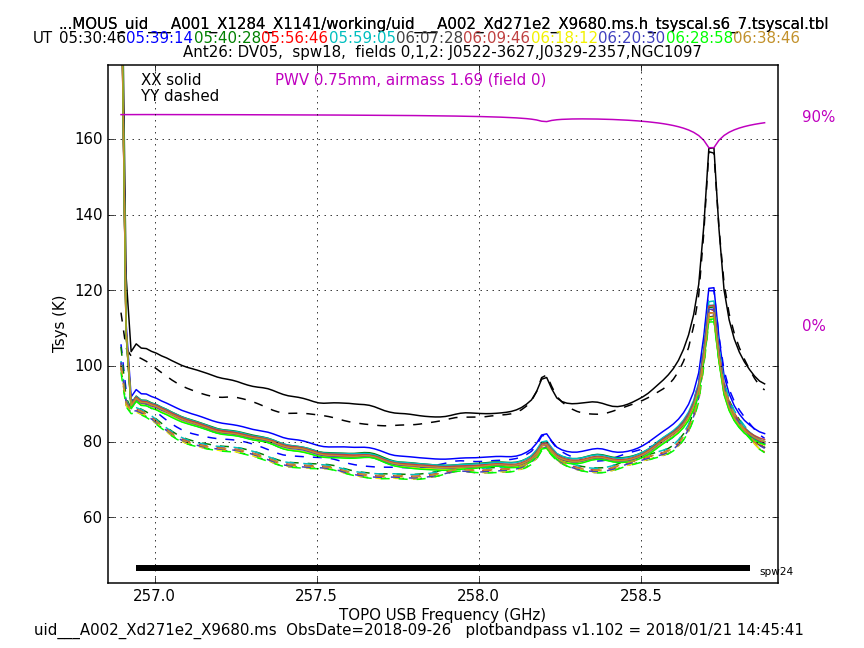 ...MOUS_uid___A001_X1284_X1141/working/uid___A002_Xd271e2_X9680.ms.h_tsyscal.s6_7.tsyscal.tbl
UT 05:30:46 05:39:14 05:40:28 05:56:46 05:59:05 06:07:28 06:09:46 06:18:12 06:20:30 06:28:58 06:38:46
Ant26: DV05, spw18, fields 0,1,2: J0522-3627,J0329-2357,NGC1097
XX solid
YY dashed
PWV 0.75mm, airmass 1.69 (field 0)
90%
0%
160
140
120
100
80
60
Tsys (K)
spw24
257.0 257.5 258.0 258.5
TOPO USB Frequency (GHz)
uid___A002_Xd271e2_X9680.ms ObsDate=2018-09-26 plotbandpass v1.102 = 2018/01/21 14:45:41